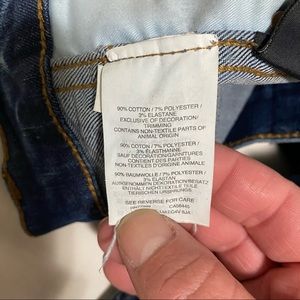 90% COTTON / 7% POLYESTER /
3% ELASTANE
EXCLUSIVE OF DECORATION/
TRIMMING
CONTAINS NON-TEXTILE PARTS OF
ANIMAL ORIGIN
90% COTON / 7% POLYESTER /
3% ÉLASTHANNE
SAUF DÉCORATION/GARNITURES
CONTIENT DES PARTIES
NON-TEXTILES D'ORIGINE ANIMALE
90% BAUMWOLLE / 7% POLYESTER /
3% ELASTAN
AUSGENOMMEN DEKORATION/BESATZ
ENTHÄLT NICHTTEXTILE TEILE
TIERISCHEN URSPRUNGS
SEE REVERSE FOR CARE